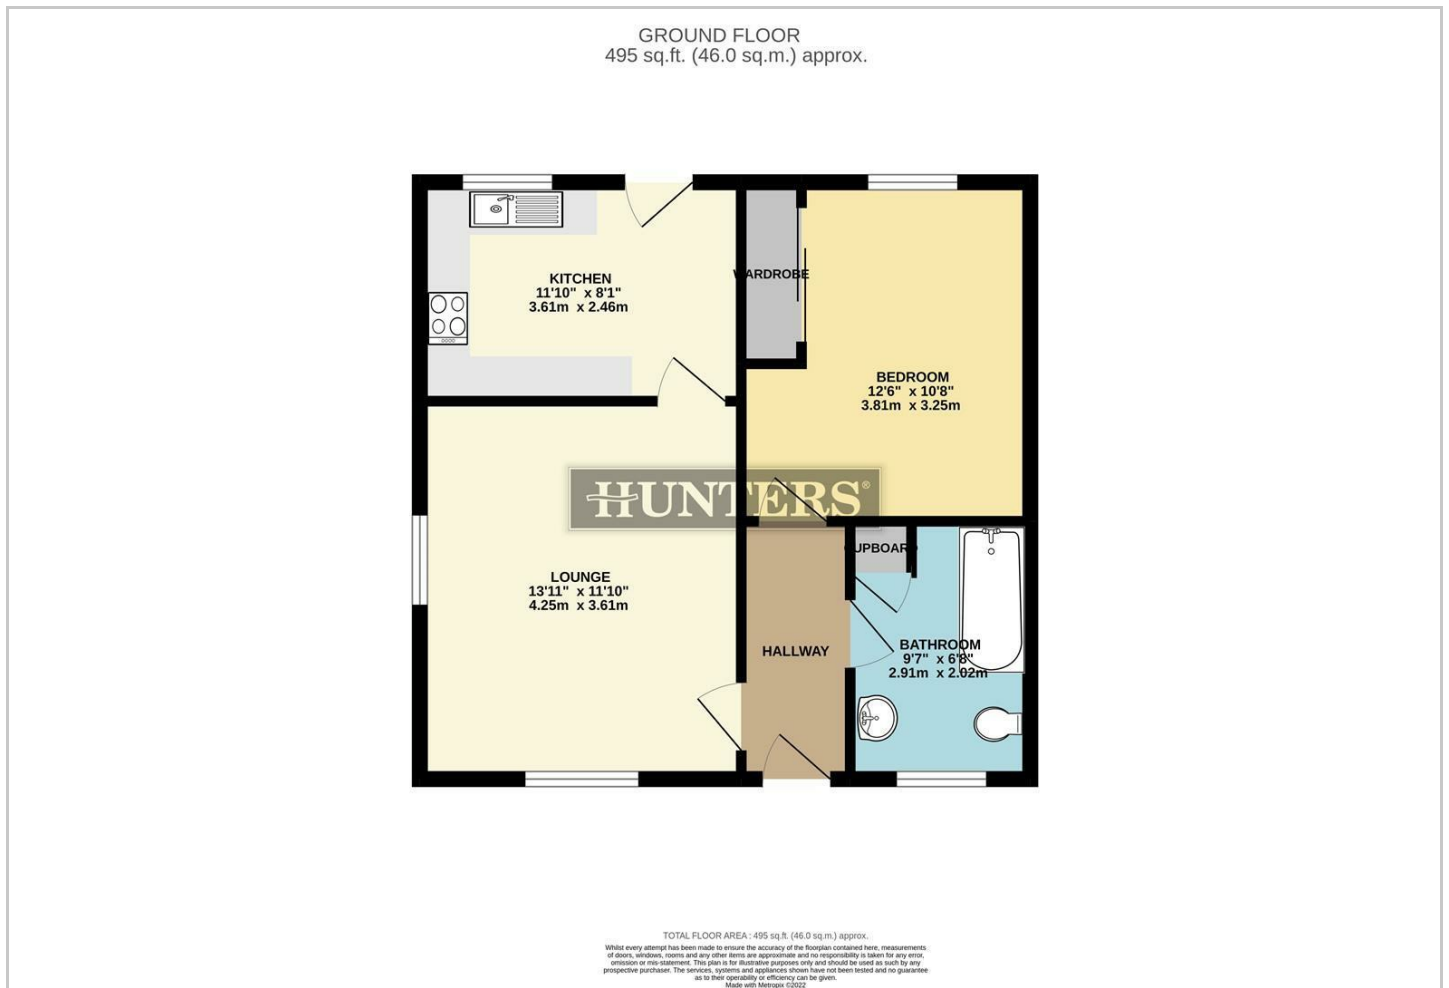 GROUND FLOOR
495 sq.ft. (46.0 sq.m.) approx.
KITCHEN
11'10" x 8'1"
3.61m x 2.46m
WARDROBE
BEDROOM
12'6" x 10'8"
3.81m x 3.25m
HUNTERS®
CUPBOARD
LOUNGE
13'11" x 11'10"
4.25m x 3.61m
HALLWAY
BATHROOM
9'7" x 6'8"
2.91m x 2.02m
TOTAL FLOOR AREA : 495 sq.ft. (46.0 sq.m.) approx.
Whilst every attempt has been made to ensure the accuracy of the floorplan contained here, measurements
of doors, windows, rooms and any other items are approximate and no responsibility is taken for any error,
omission or mis-statement. This plan is for illustrative purposes only and should be used as such by any
prospective purchaser. The services, systems and appliances shown have not been tested and no guarantee
as to their operability or efficiency can be given.
Made with Metropix ©2022